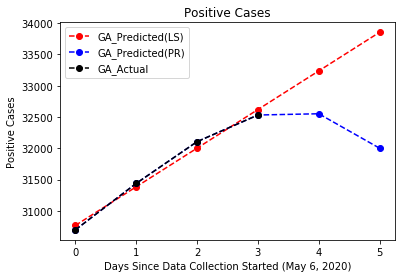 Positive Cases
34000
33500
33000
32500
32000
31500
31000
Positive Cases
GA_Predicted(LS)
GA_Predicted(PR)
GA_Actual
0 1 2 3 4 5
Days Since Data Collection Started (May 6, 2020)